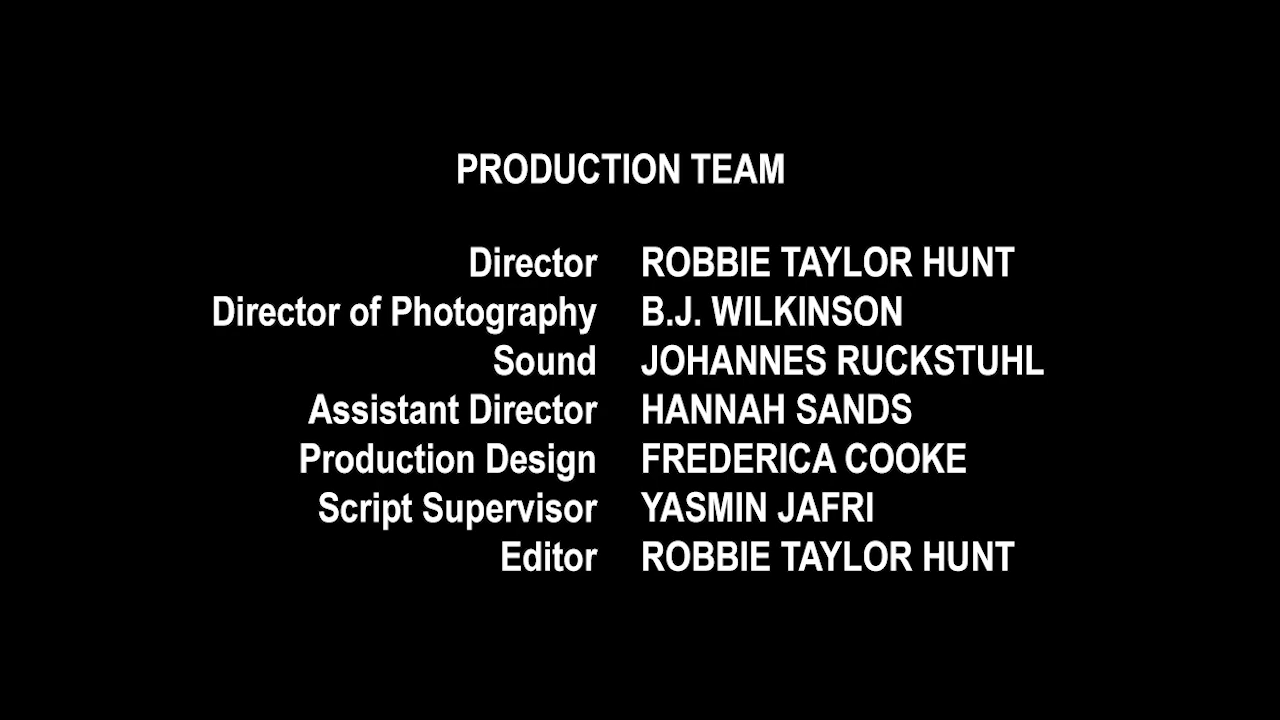 PRODUCTION TEAM
Director ROBBIE TAYLOR HUNT
Director of Photography B.J. WILKINSON
Sound JOHANNES RUCKSTUHL
Assistant Director HANNAH SANDS
Production Design FREDERICA COOKE
Script Supervisor YASMIN JAFRI
Editor ROBBIE TAYLOR HUNT